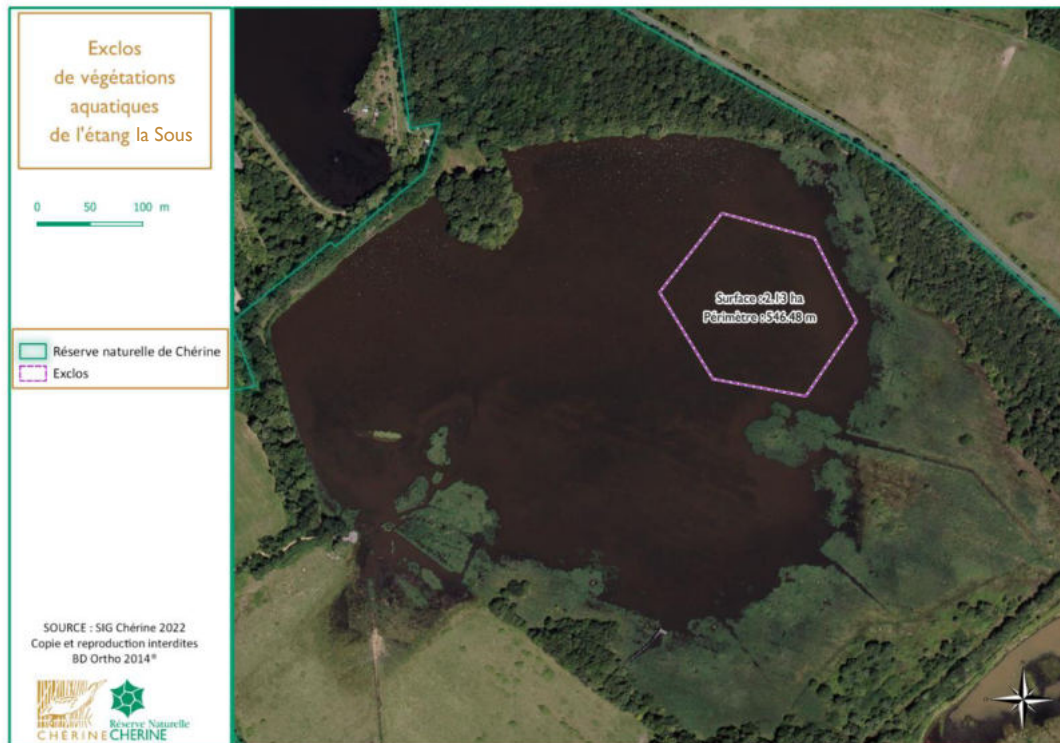 Exclos
de végétations
aquatiques
de l'étang la Sous
0 50 100 m
Réserve naturelle de Chérine
Exclos
SOURCE : SIG Chérine 2022
Copie et reproduction interdites
BD Ortho 2014®
CHÉRINE
Réserve Naturelle
CHÉRINE
Surface :2.13 ha
Périmètre : 546.48 m